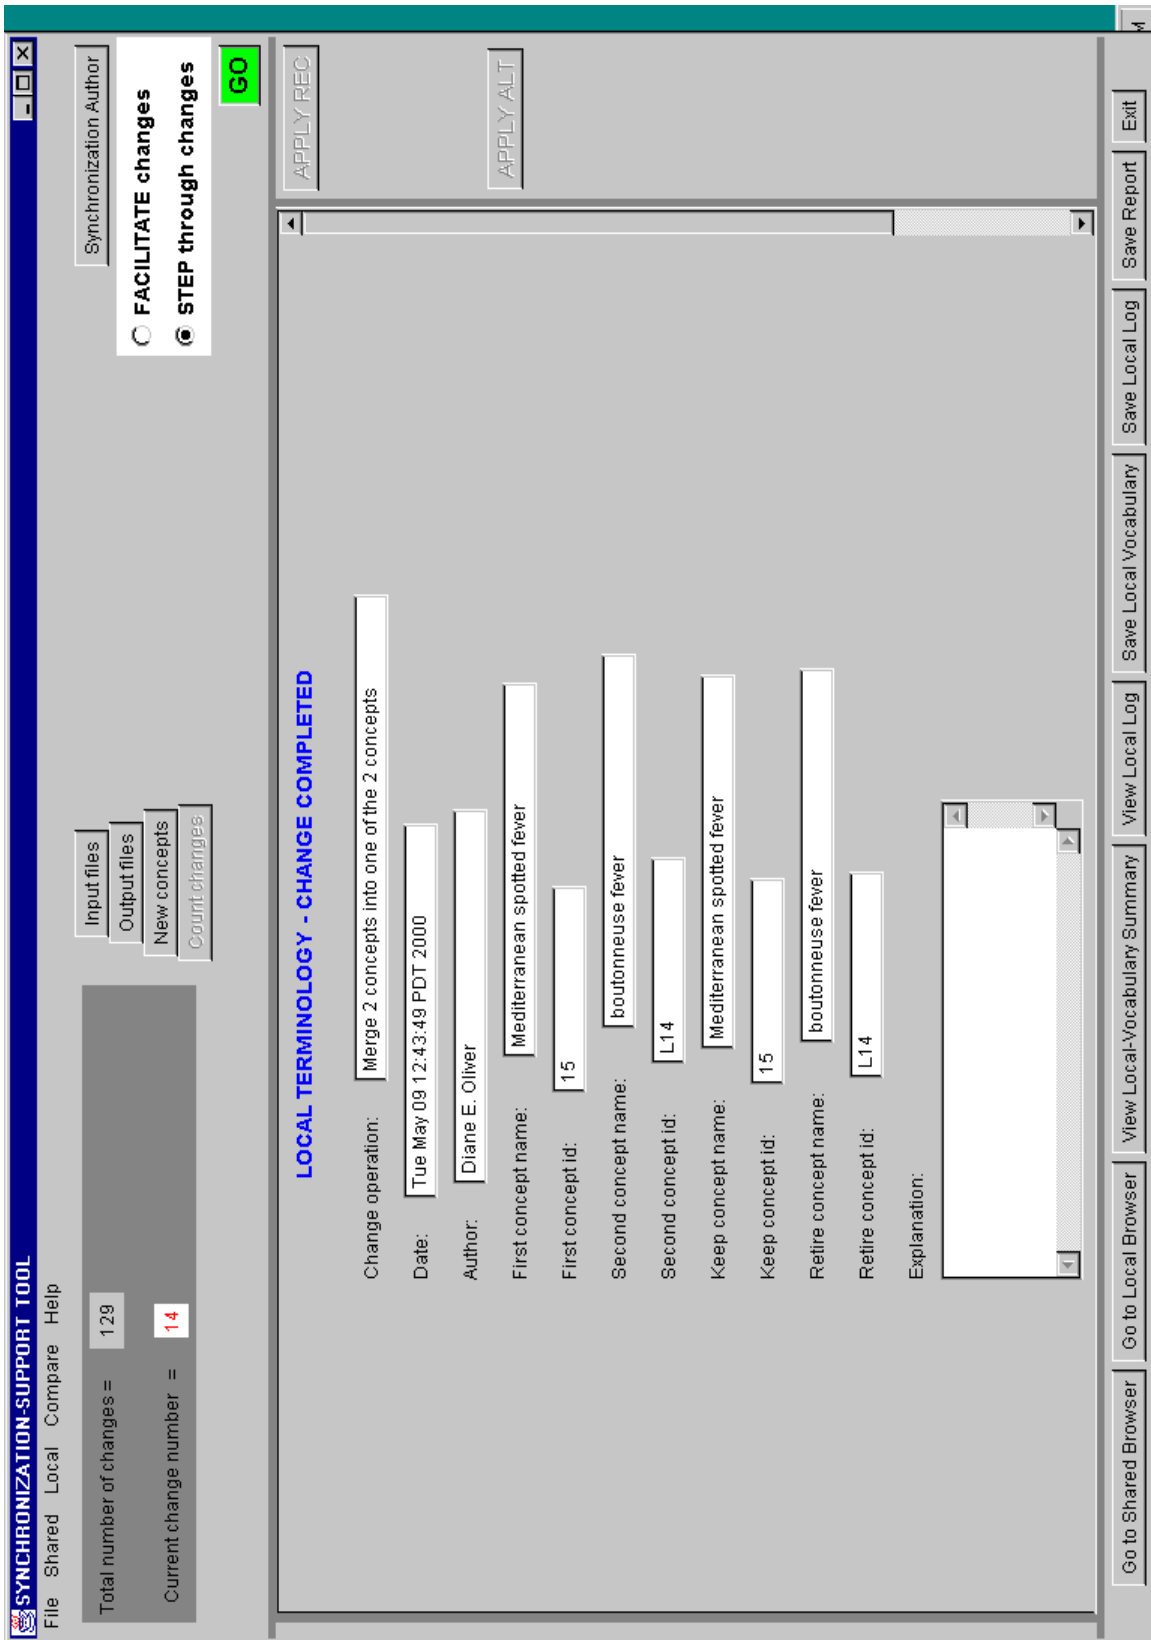 SYNCHRONIZATION-SUPPORT TOOL
File Shared Local Compare Help
Total number of changes = 129
Current change number = 14
Input files
Output files
New concepts
Count changes
Synchronization Author
FACILITATE changes
STEP through changes
GO
LOCAL TERMINOLOGY - CHANGE COMPLETED
Change operation: Merge 2 concepts into one of the 2 concepts
Date: Tue May 09 12:43:49 PDT 2000
Author: Diane E. Oliver
First concept name: Mediterranean spotted fever
First concept id: 15
Second concept name: boutonneuse fever
Second concept id: L14
Keep concept name: Mediterranean spotted fever
Keep concept id: 15
Retire concept name: boutonneuse fever
Retire concept id: L14
Explanation:
APPLY REC
APPLY ALT
Go to Shared Browser Go to Local Browser View Local-Vocabulary Summary View Local Log Save Local Vocabulary Save Local Log Save Report Exit